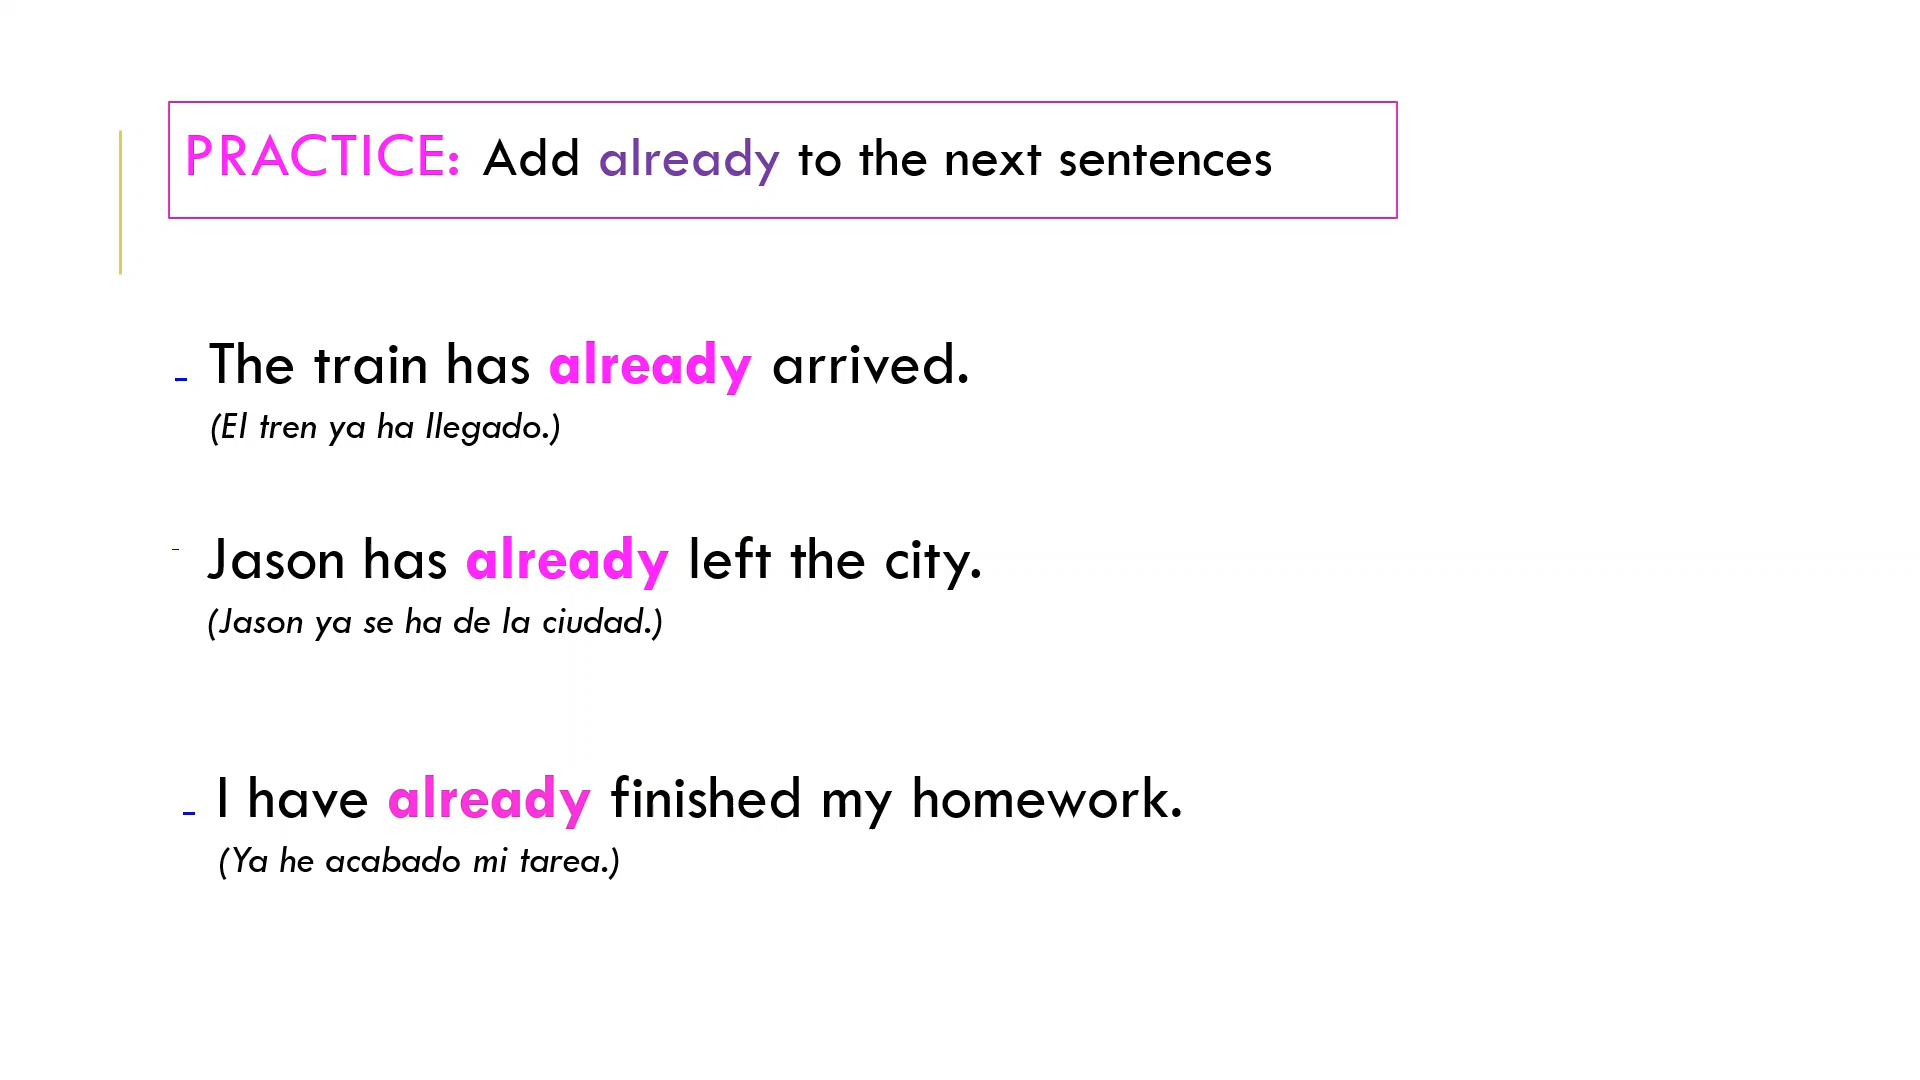 PRACTICE: Add already to the next sentences
- The train has already arrived.
(El tren ya ha llegado.)
- Jason has already left the city.
(Jason ya se ha de la ciudad.)
- I have already finished my homework.
(Ya he acabado mi tarea.)